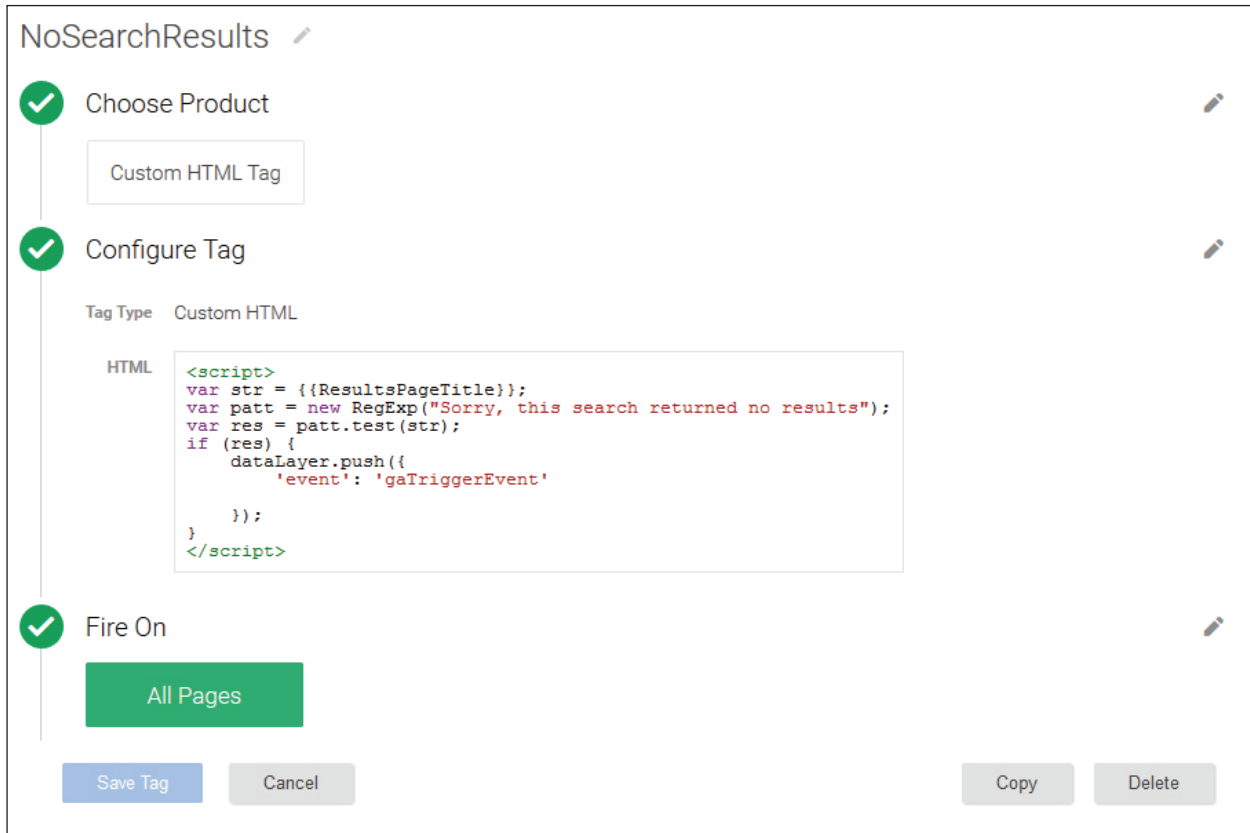 NoSearchResults
Choose Product
Custom HTML Tag
Configure Tag
Tag Type Custom HTML
HTML
<script>
var str = {{ResultsPageTitle}};
var patt = new RegExp("Sorry, this search returned no results");
var res = patt.test(str);
if (res) {
    dataLayer.push({
        'event': 'gaTriggerEvent'
    });
}
</script>
Fire On
All Pages
Save Tag Cancel Copy Delete